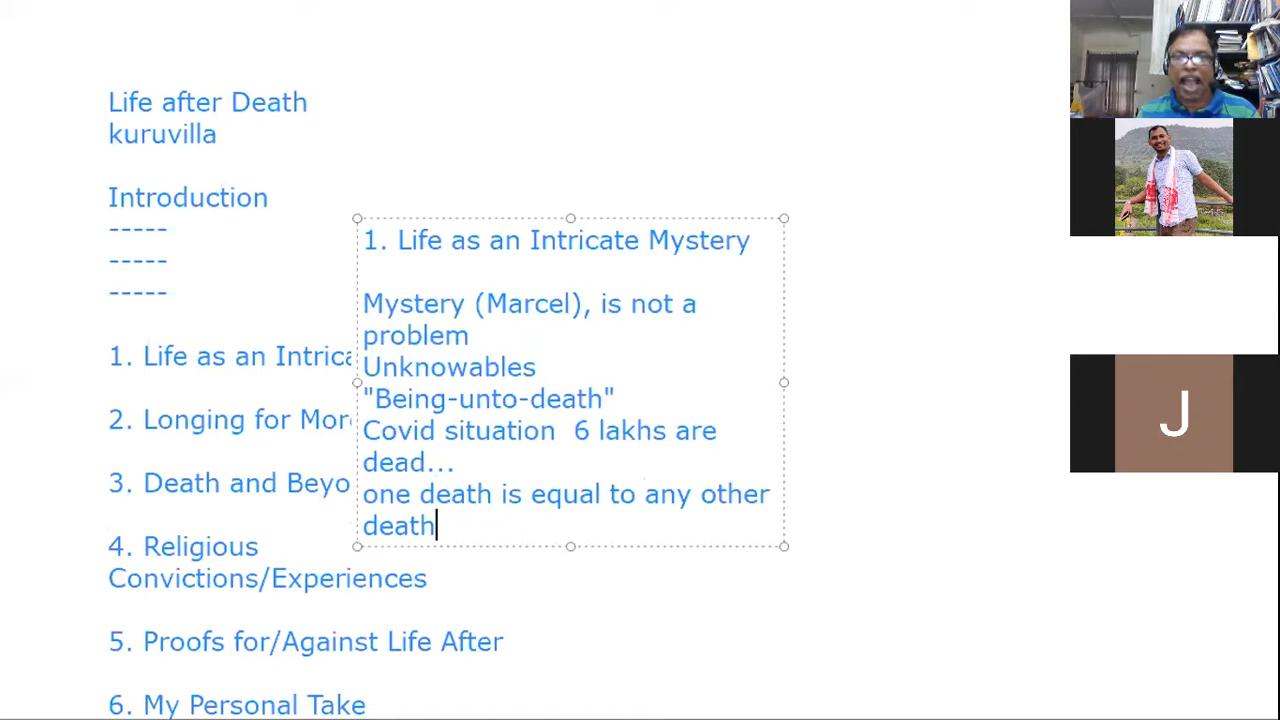 Life after Death
kuruvilla
Introduction
-----
-----
-----
1. Life as an Intrica
2. Longing for More
3. Death and Beyo
4. Religious
Convictions/Experiences
5. Proofs for/Against Life After
6. My Personal Take
1. Life as an Intricate Mystery
Mystery (Marcel), is not a
problem
Unknowables
"Being-unto-death"
Covid situation  6 lakhs are
dead...
one death is equal to any other
death
J